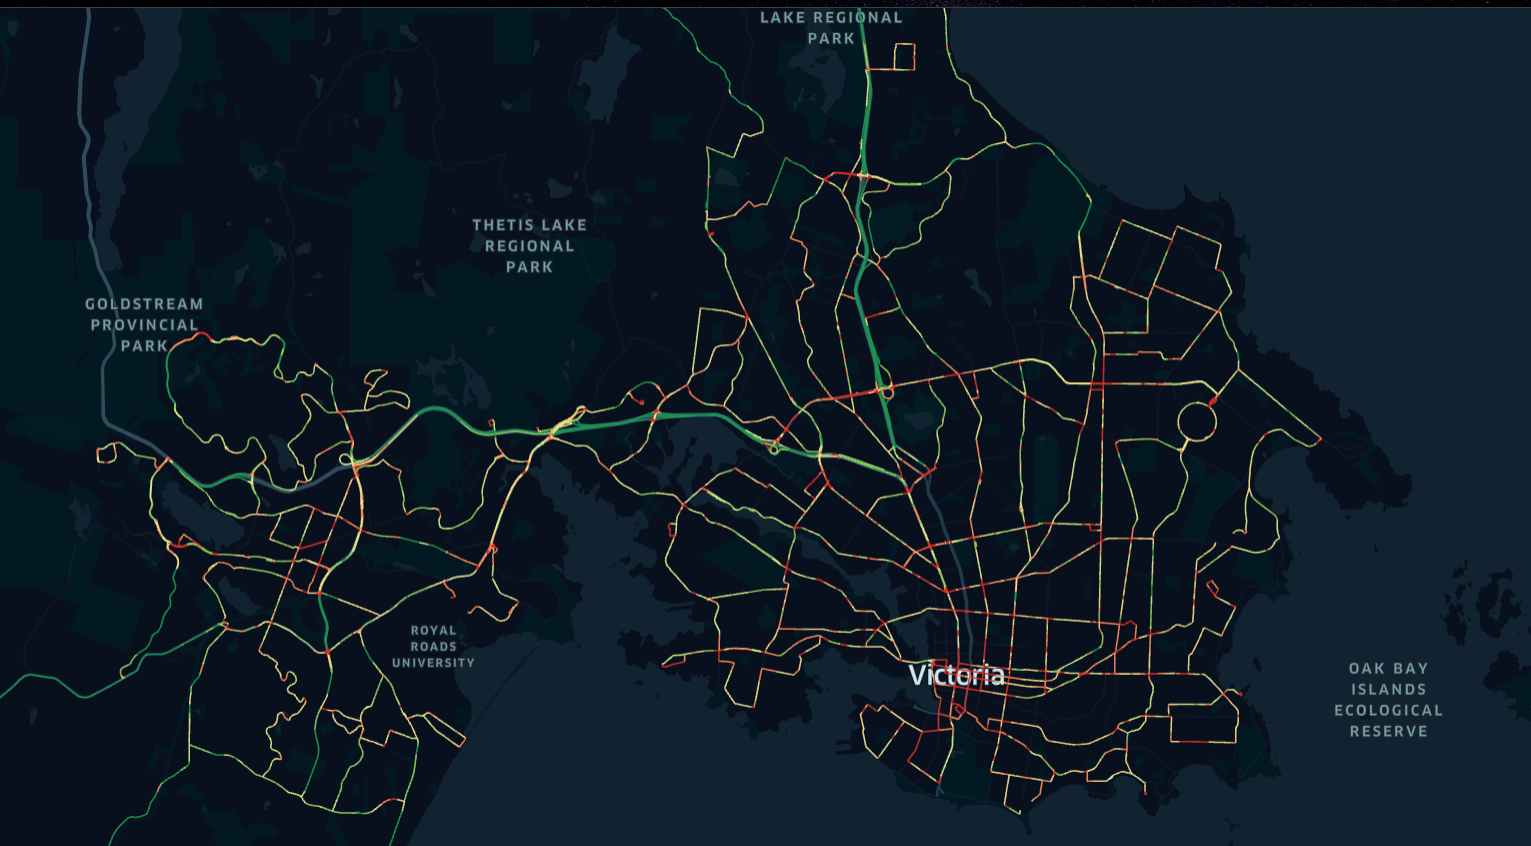 LAKE REGIONAL
PARK
THETIS LAKE
REGIONAL
PARK
GOLDSTREAM
PROVINCIAL
PARK
ROYAL
ROADS
UNIVERSITY
Victoria
OAK BAY
ISLANDS
ECOLOGICAL
RESERVE